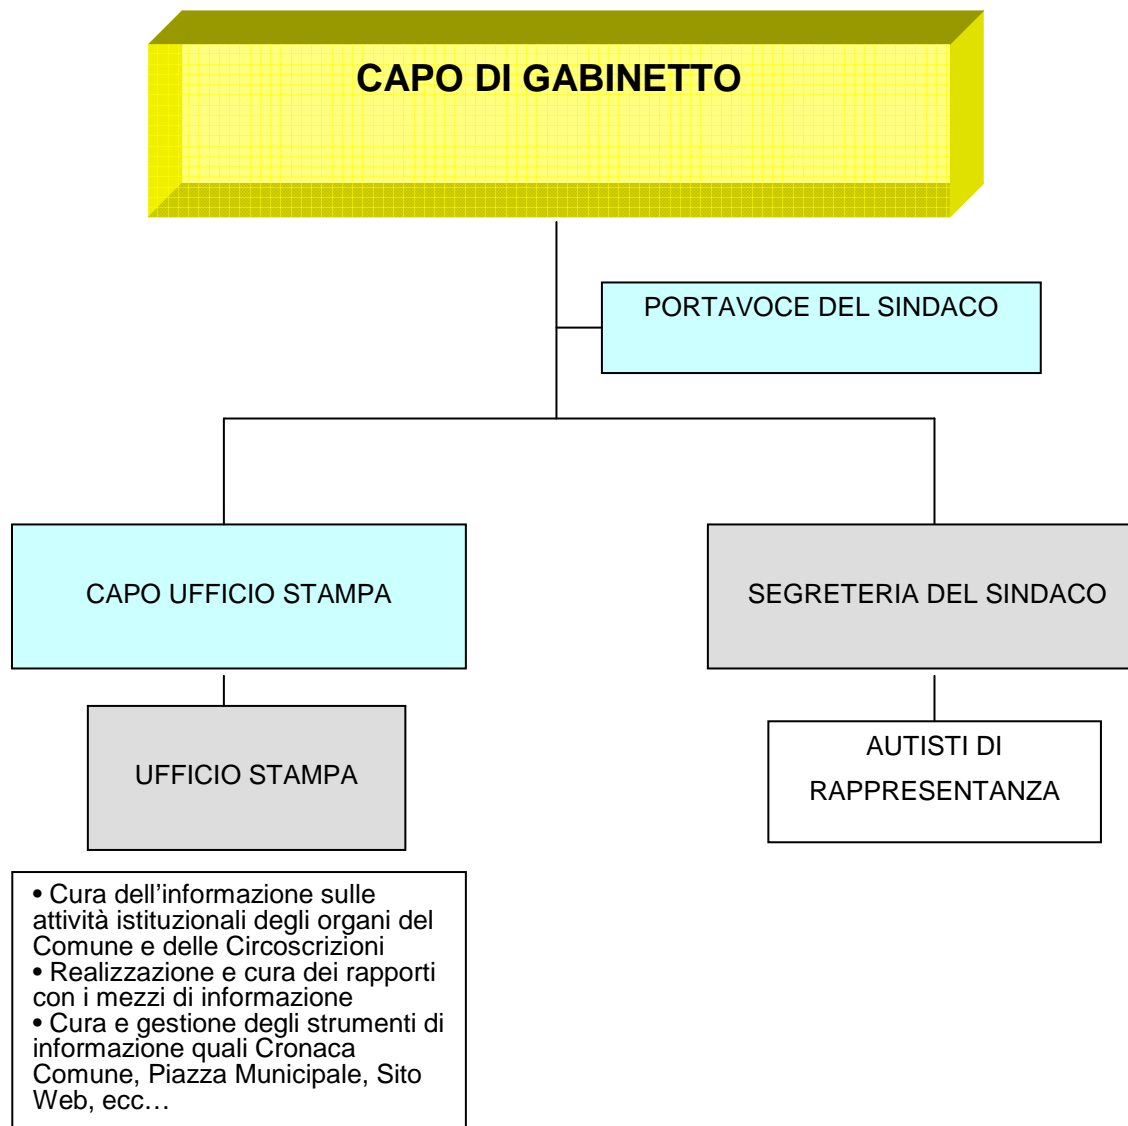 CAPO DI GABINETTO
PORTAVOCE DEL SINDACO
CAPO UFFICIO STAMPA
SEGRETERIA DEL SINDACO
UFFICIO STAMPA
AUTISTI DI
RAPPRESENTANZA
• Cura dell’informazione sulle
attività istituzionali degli organi del
Comune e delle Circoscrizioni
• Realizzazione e cura dei rapporti
con i mezzi di informazione
• Cura e gestione degli strumenti di
informazione quali Cronaca
Comune, Piazza Municipale, Sito
Web, ecc…